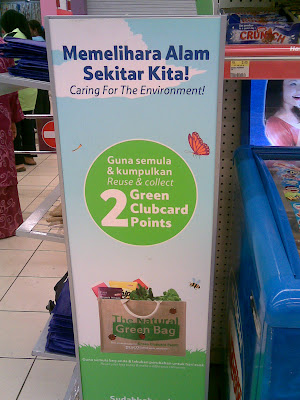 Memelihara Alam
Sekitar Kita!
Caring For The Environment!
Guna semula
& kumpulkan
Reuse & collect
2 Green
Clubcard
Points
The Natural
Green Bag
CRUNCH